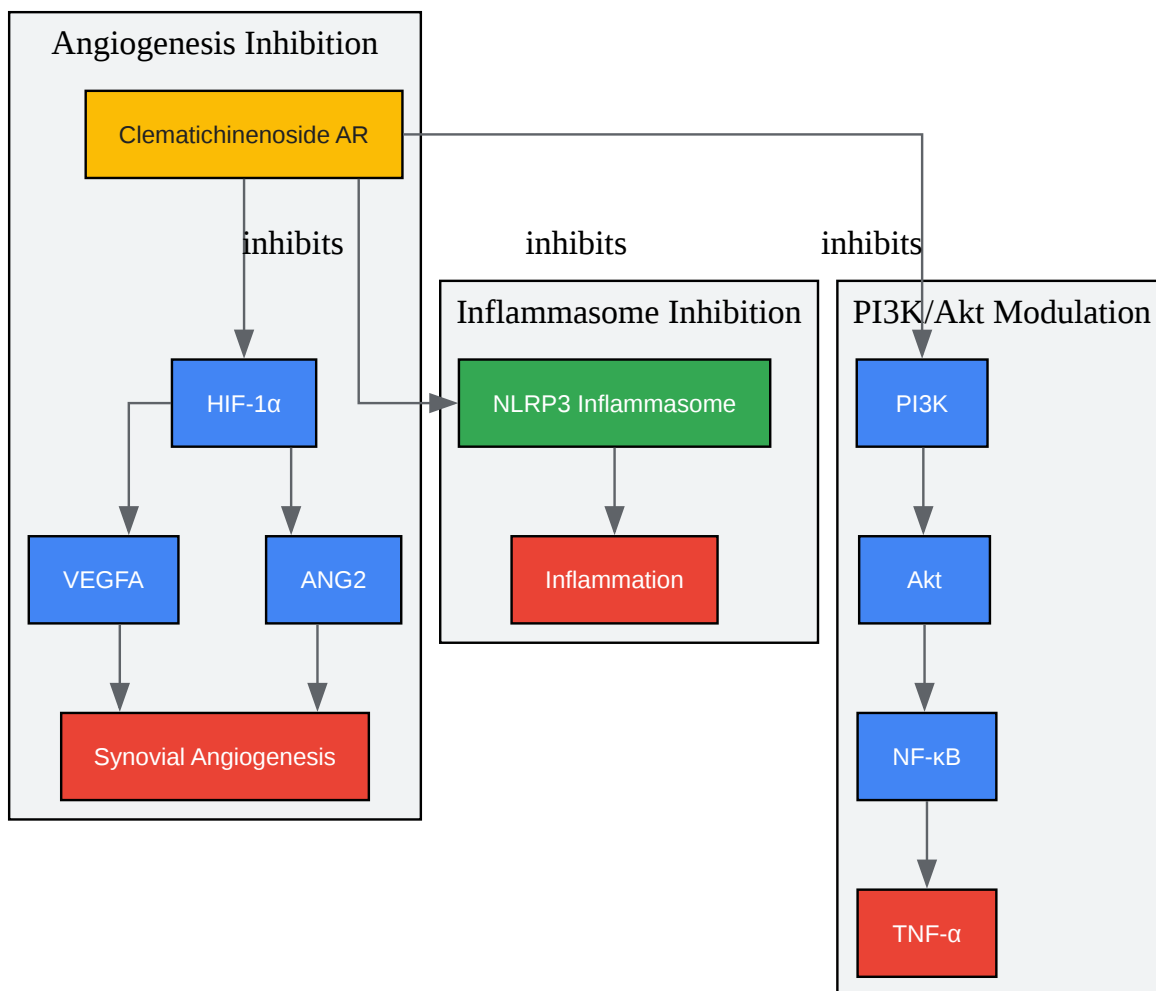 Angiogenesis Inhibition
Clematichinenoside AR
inhibits
inhibits
inhibits
Inflammasome Inhibition
PI3K/Akt Modulation
HIF-1α
NLRP3 Inflammasome
PI3K
VEGFA
ANG2
Inflammation
Akt
Synovial Angiogenesis
NF-κB
TNF-α